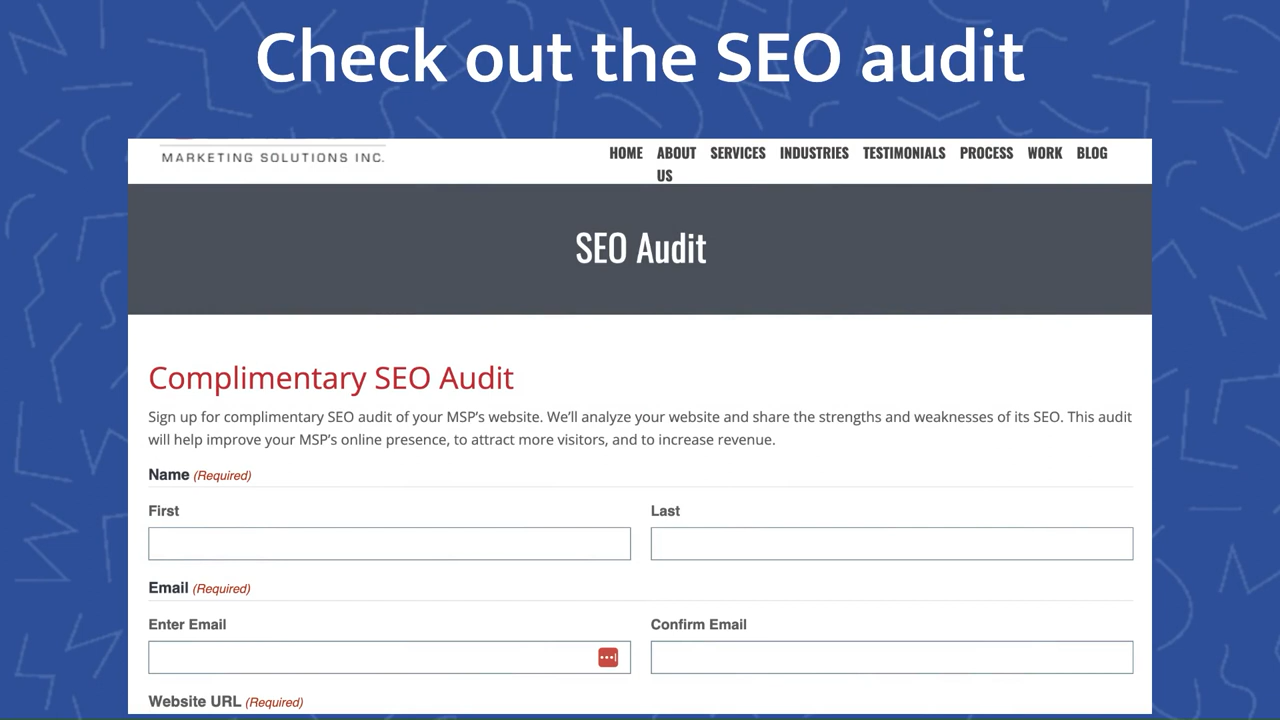 Check out the SEO audit
MARKETING SOLUTIONS INC.
HOME ABOUT US SERVICES INDUSTRIES TESTIMONIALS PROCESS WORK BLOG
SEO Audit
Complimentary SEO Audit
Sign up for complimentary SEO audit of your MSP's website. We'll analyze your website and share the strengths and weaknesses of its SEO. This audit
will help improve your MSP's online presence, to attract more visitors, and to increase revenue.
Name (Required)
First Last
Email (Required)
Enter Email Confirm Email
Website URL (Required)